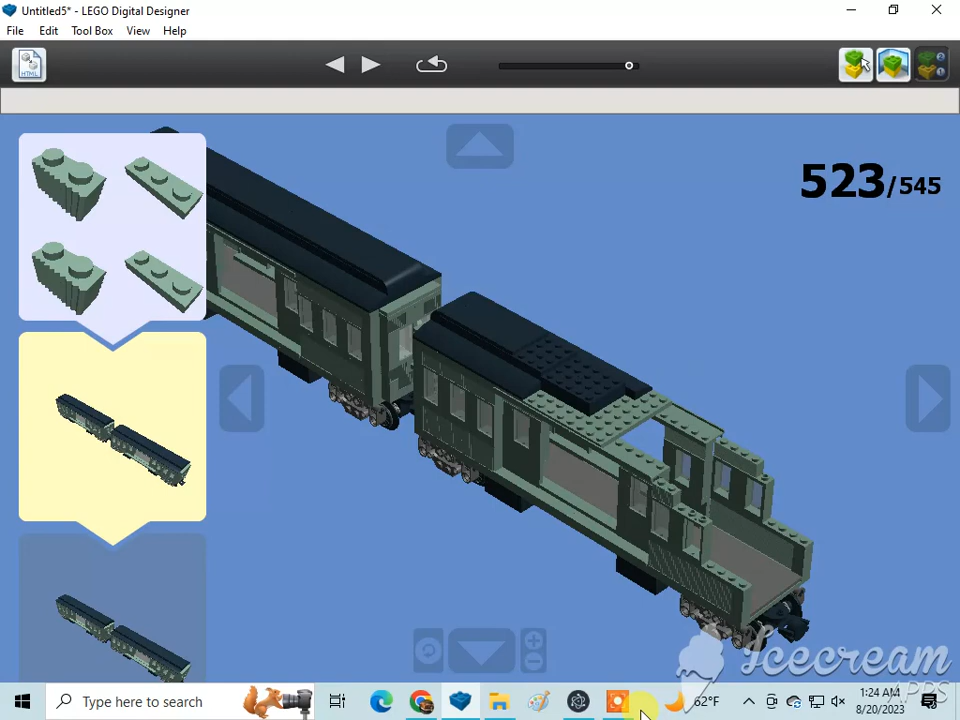 Untitled5* - LEGO Digital Designer
File Edit Tool Box View Help
HTML
523/545
Icecream
APPS
Type here to search
62°F
1:24 AM
8/20/2023